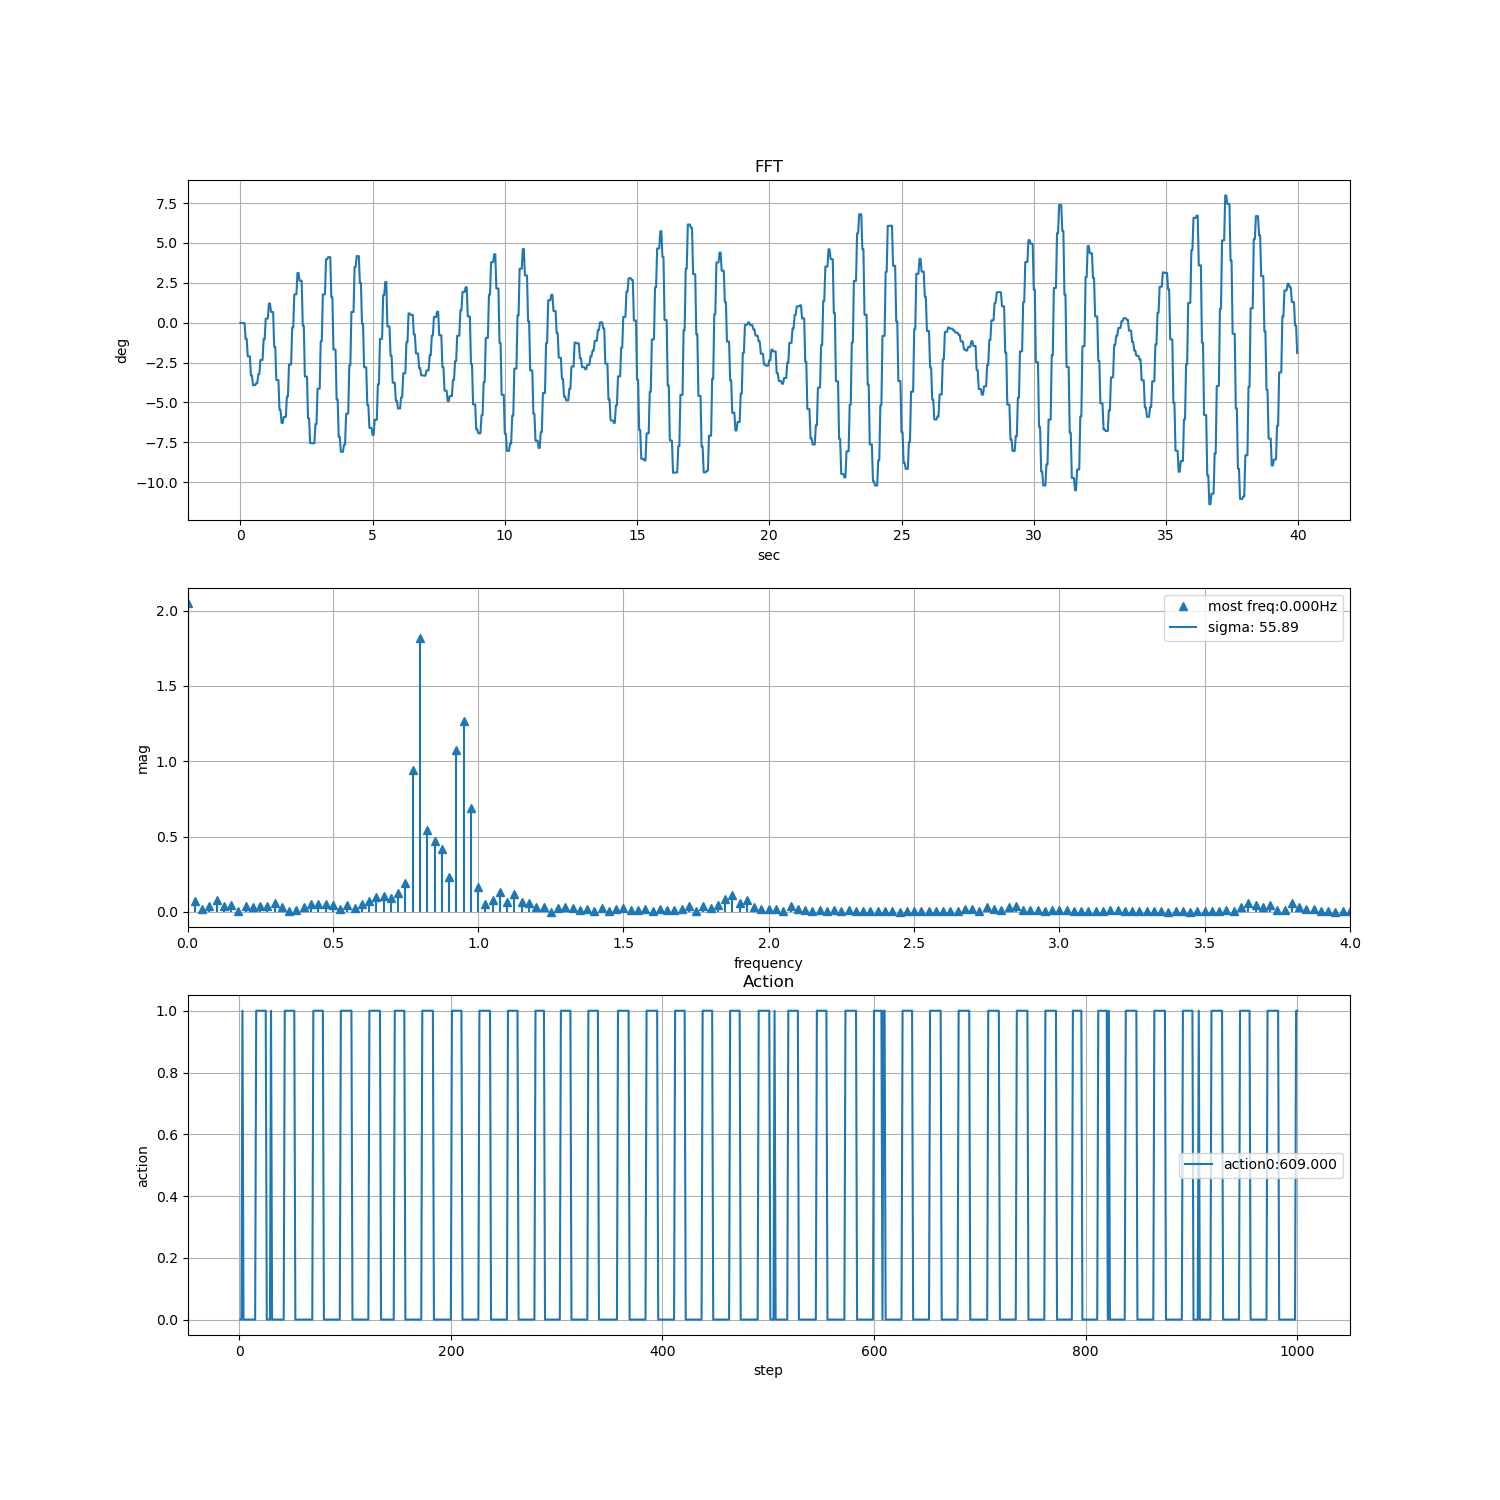 FFT
7.5
5.0
2.5
0.0
−2.5
−5.0
−7.5
−10.0
deg
0 5 10 15 20 25 30 35 40
sec
most freq:0.000Hz
sigma: 55.89
2.0
1.5
1.0
0.5
0.0
mag
0.0 0.5 1.0 1.5 2.0 2.5 3.0 3.5 4.0
frequency
Action
1.0
0.8
0.6
0.4
0.2
0.0
action
action0:609.000
0 200 400 600 800 1000
step